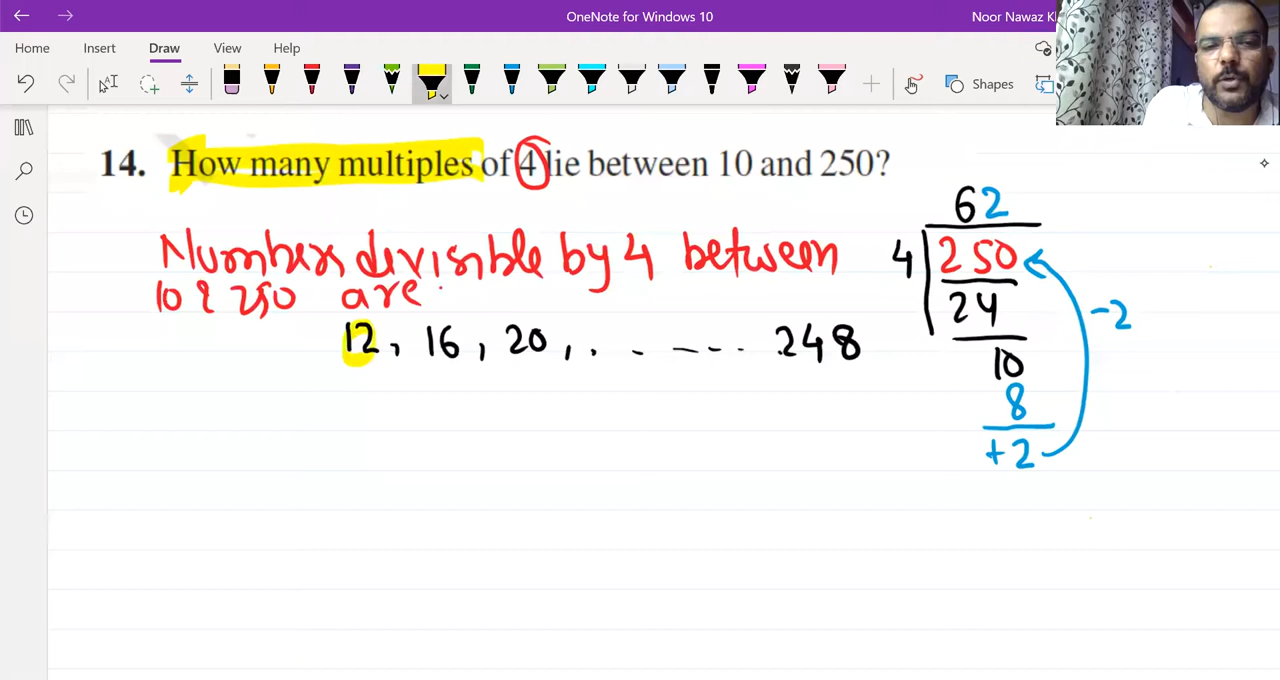 OneNote for Windows 10
Noor Nawaz K
Home Insert Draw View Help
Shapes
14. How many multiples of 4 lie between 10 and 250?
Numbers divisible by 4 between
10 & 250 are
12, 16, 20, . . - - - . . 248
62
4 250
24
10
8
+2
-2